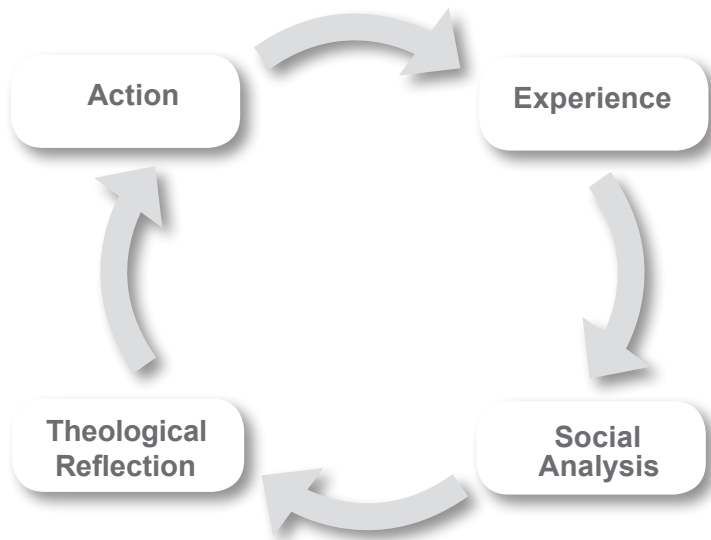 Action
Experience
Theological
Reflection
Social
Analysis